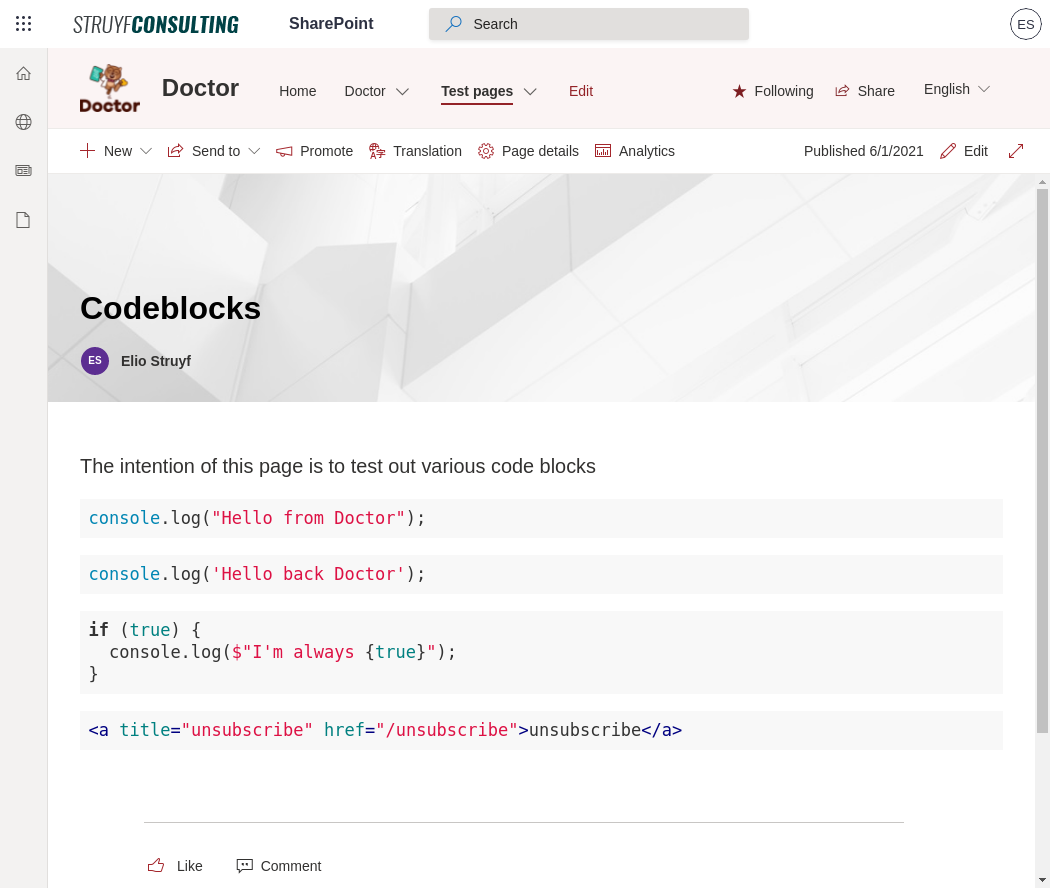 STRUYFCONSULTING SharePoint Search ES
Doctor Doctor Home Doctor Test pages Edit Following Share English
New Send to Promote Translation Page details Analytics Published 6/1/2021 Edit
Codeblocks
ES Elio Struyf
The intention of this page is to test out various code blocks
console.log("Hello from Doctor");
console.log('Hello back Doctor');
if (true) {
  console.log($"I'm always {true}");
}
<a title="unsubscribe" href="/unsubscribe">unsubscribe</a>
Like Comment